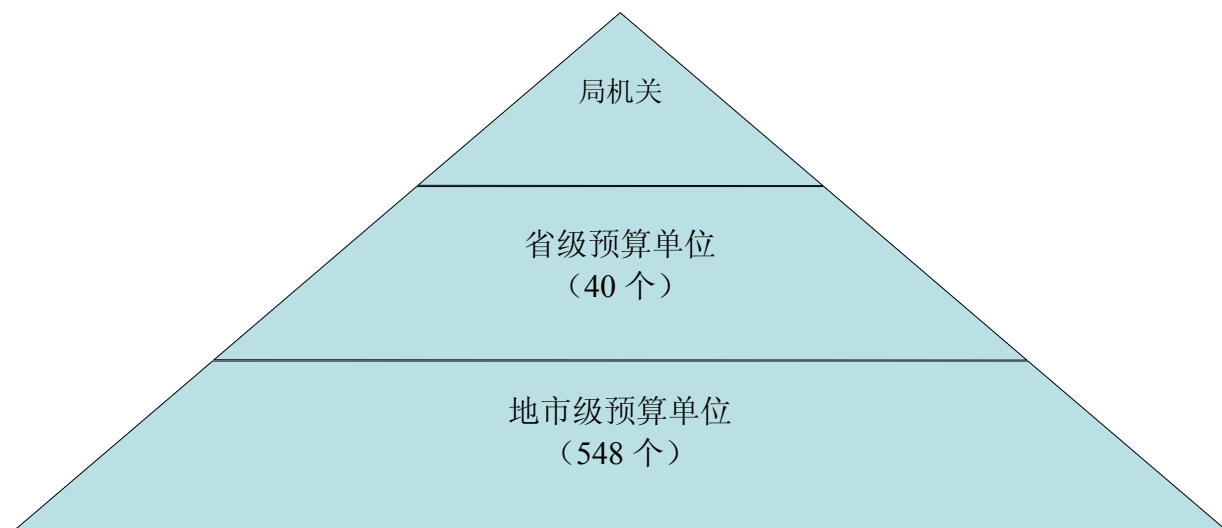 局机关
省级预算单位
（40 个）
地市级预算单位
（548 个）